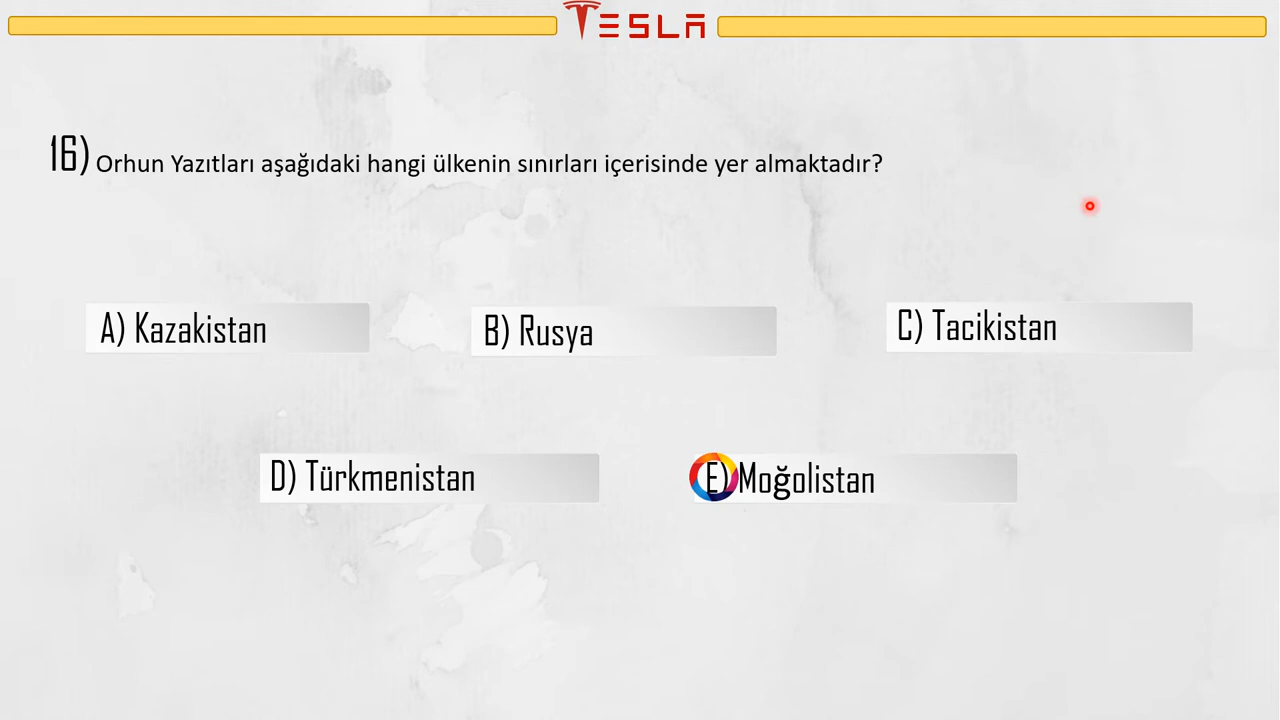 TESLA
16) Orhun Yazıtları aşağıdaki hangi ülkenin sınırları içerisinde yer almaktadır?
A) Kazakistan
B) Rusya
C) Tacikistan
D) Türkmenistan
E) Moğolistan